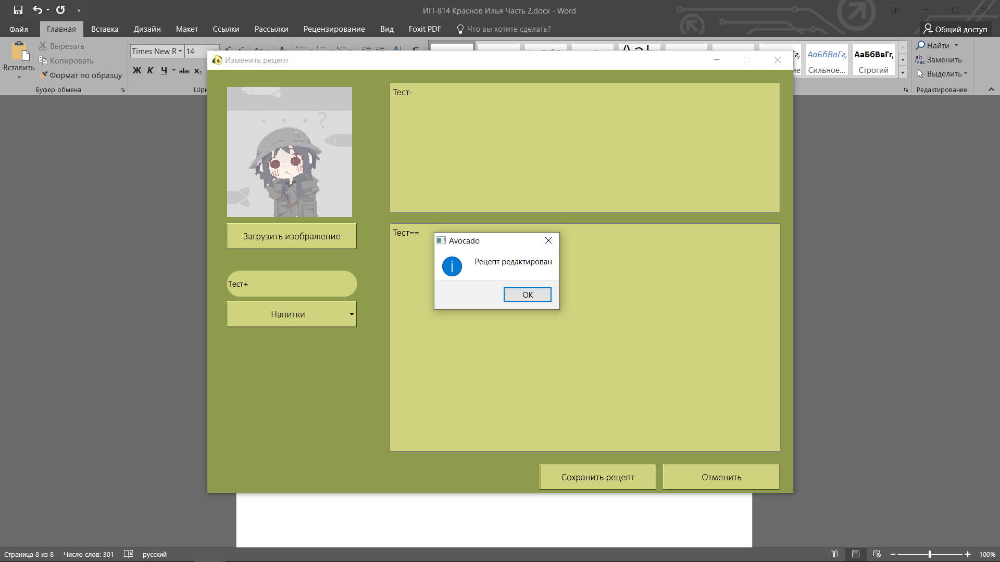 ИП-814 Краснов Илья Часть 2.docx - Word
Файл Главная Вставка Дизайн Макет Ссылки Рассылки Рецензирование Вид Foxit PDF Что вы хотите сделать? Общий доступ
Вставить
Вырезать
Копировать
Формат по образцу
Буфер обмена
Times New R 14
Ж К Ч abc x₂
АаБбВвГг, АаБбВвГг,
Сильное... Строгий
Найти
Заменить
Выделить
Редактирование
Изменить рецепт
Тест-
?
Загрузить изображение
Тест==
Avocado
Рецепт редактирован
OK
Тест+
Напитки
Сохранить рецепт Отменить
Страница 8 из 8 Число слов: 301 русский 100%